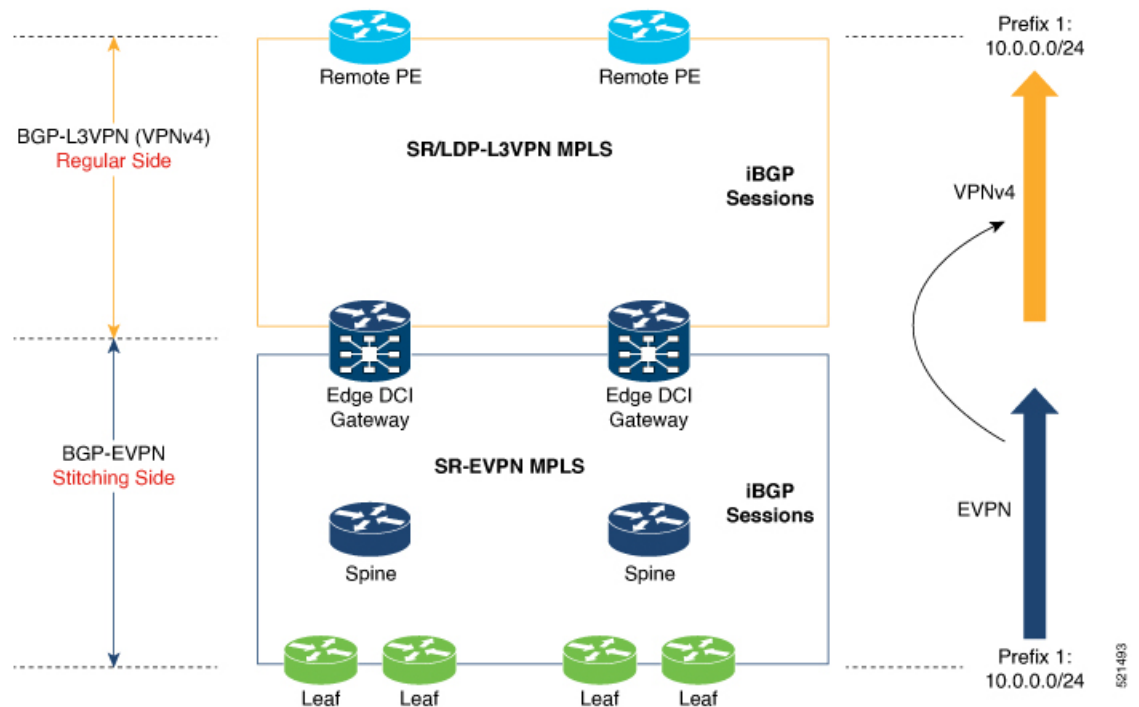 Prefix 1:
10.0.0.0/24
Remote PE
Remote PE
BGP-L3VPN (VPNv4)
Regular Side
SR/LDP-L3VPN MPLS
iBGP
Sessions
VPNv4
Edge DCI
Gateway
Edge DCI
Gateway
BGP-EVPN
Stitching Side
SR-EVPN MPLS
iBGP
Sessions
EVPN
Spine
Spine
Leaf
Leaf
Leaf
Leaf
Prefix 1:
10.0.0.0/24
521493